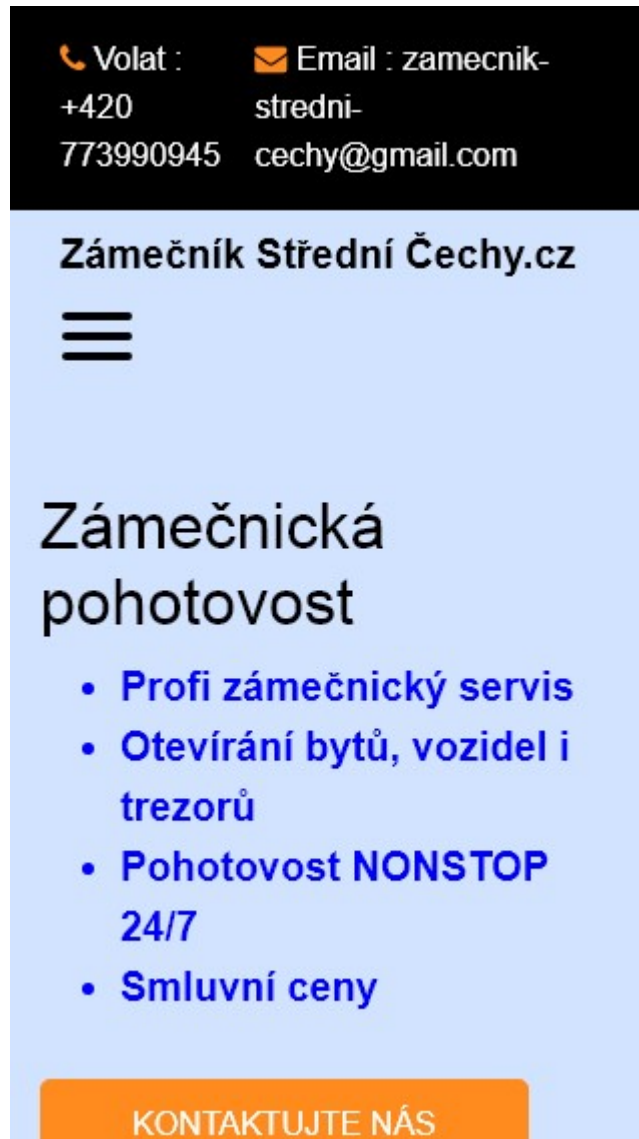 Volat : +420 773990945
Email : zamecnik-stredni-cechy@gmail.com
Zámečník Střední Čechy.cz
Zámečnická
pohotovost
• Profi zámečnický servis
• Otevírání bytů, vozidel i
trezorů
• Pohotovost NONSTOP
24/7
• Smluvní ceny
KONTAKTUJTE NÁS